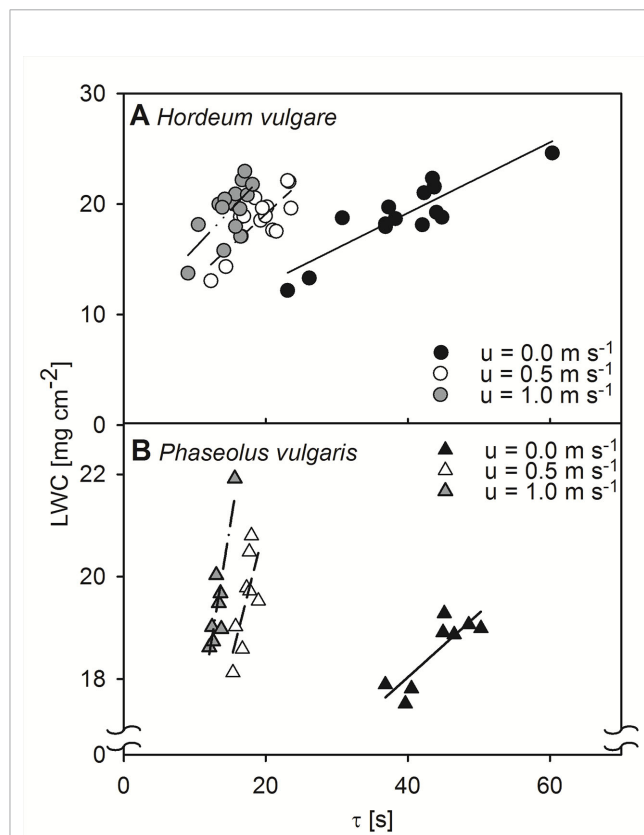 30
A Hordeum vulgare
20
10
u = 0.0 m s-1
u = 0.5 m s-1
u = 1.0 m s-1
0
LWC [mg cm-2]
B Phaseolus vulgaris
u = 0.0 m s-1
u = 0.5 m s-1
u = 1.0 m s-1
22
20
18
0
0 20 40 60
τ [s]